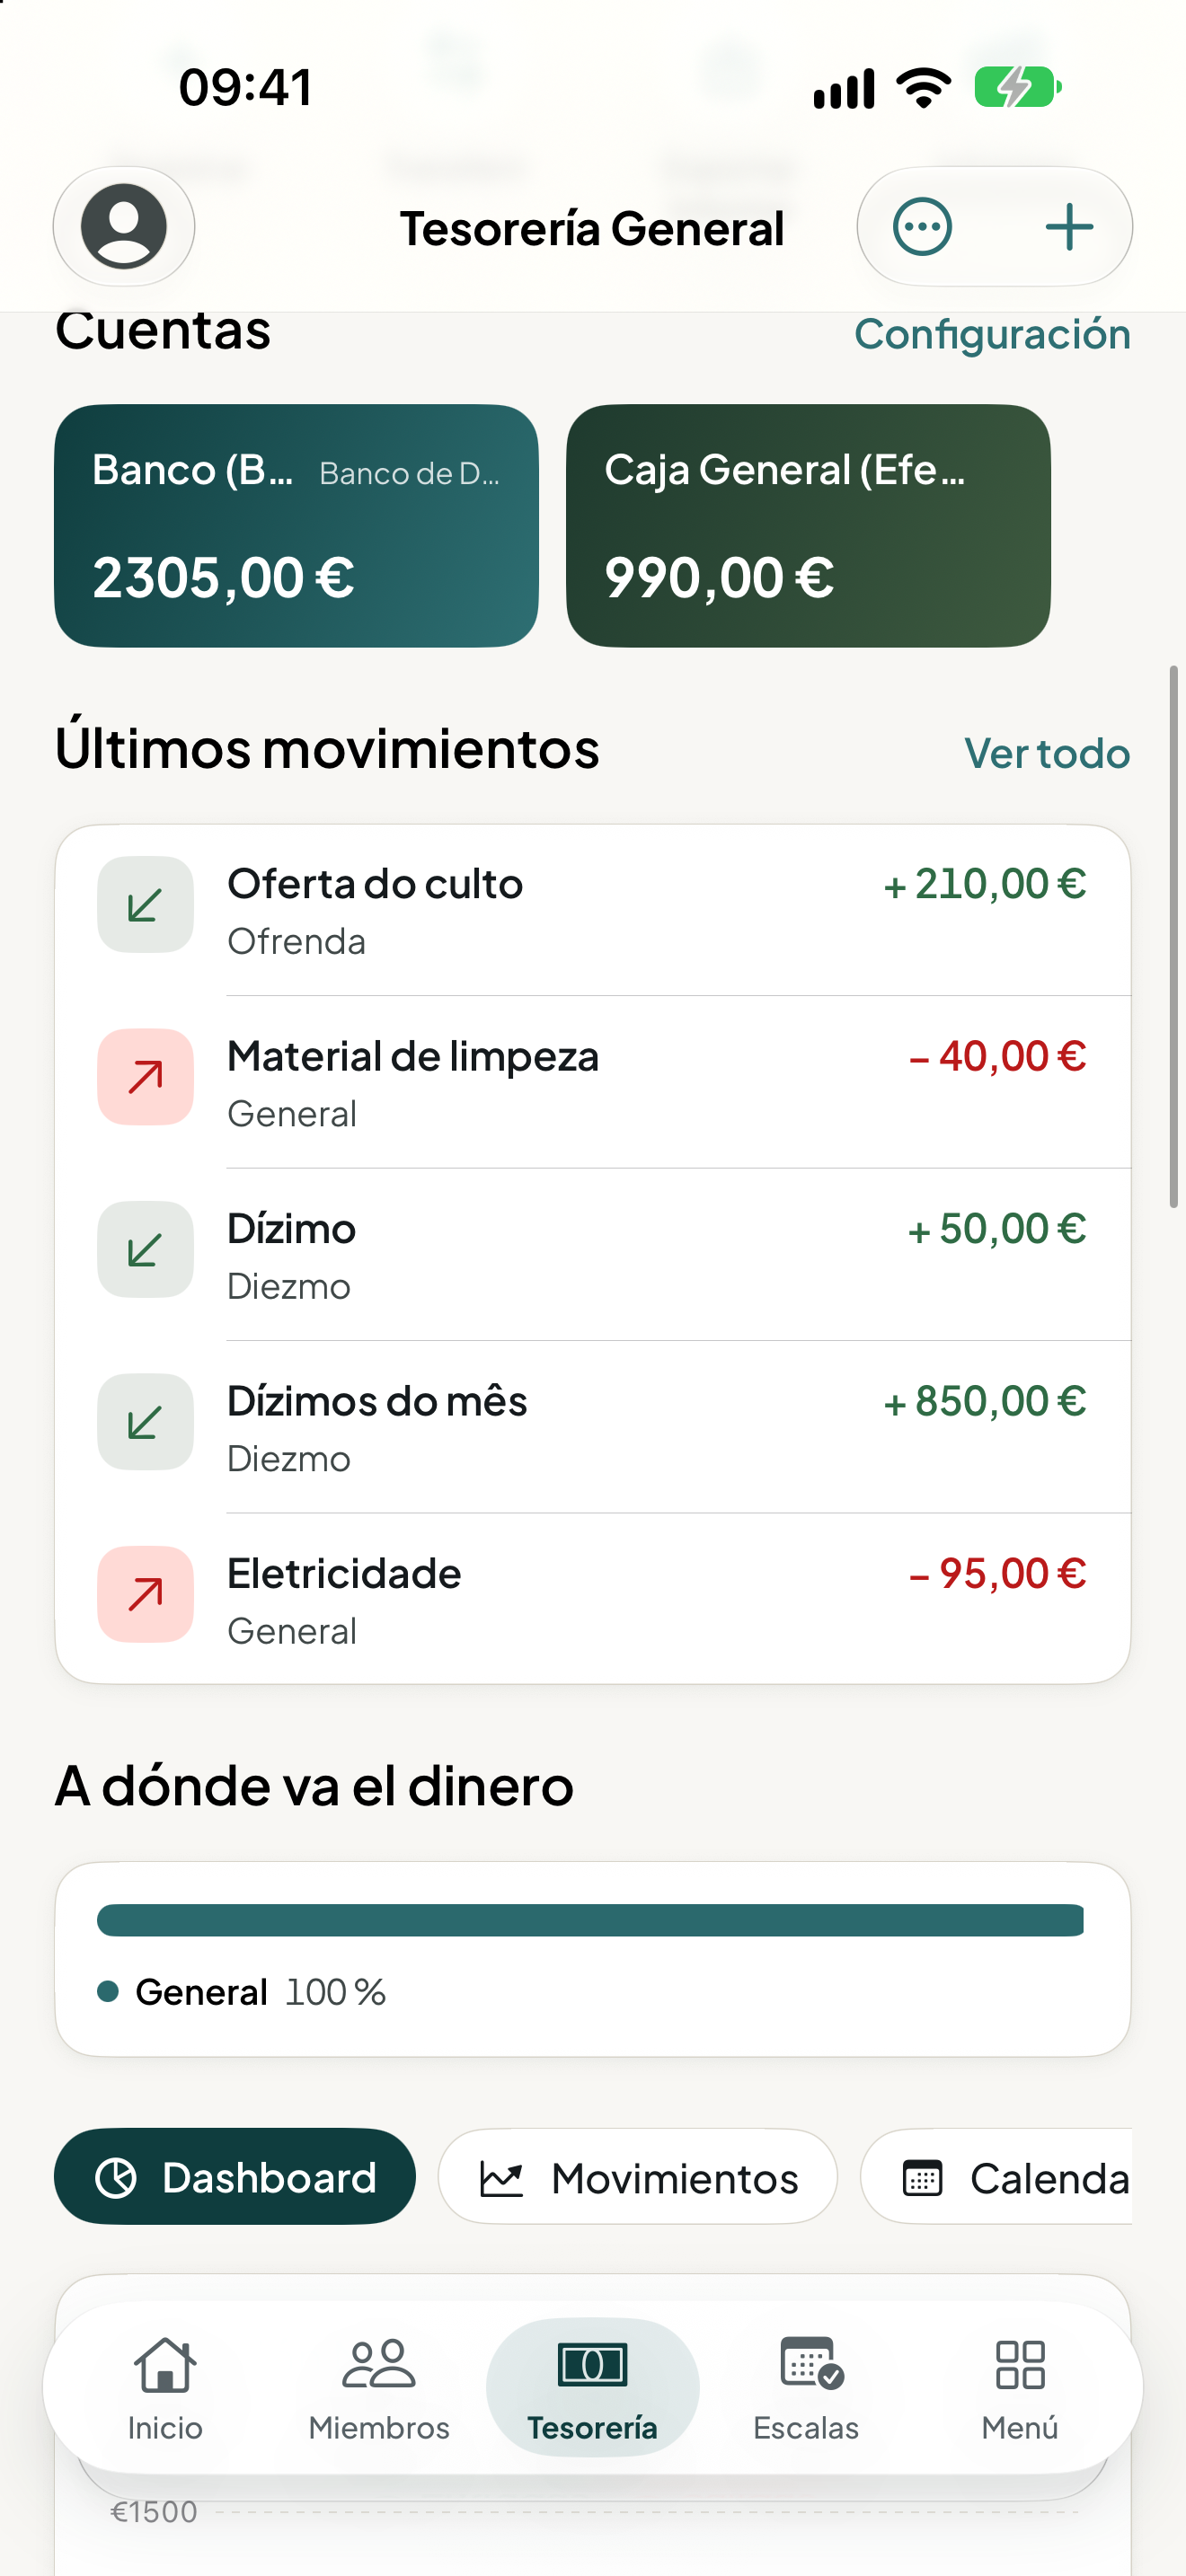 09:41
Tesorería General
Cuentas
Configuración
Banco (B... Banco de D...
2305,00 €
Caja General (Efe...
990,00 €
Últimos movimientos
Ver todo
Oferta do culto
+ 210,00 €
Ofrenda
Material de limpeza
– 40,00 €
General
Dízimo
+ 50,00 €
Diezmo
Dízimos do mês
+ 850,00 €
Diezmo
Eletricidade
– 95,00 €
General
A dónde va el dinero
General 100 %
Dashboard
Movimientos
Calenda
Inicio
Miembros
Tesorería
Escalas
Menú
€1500